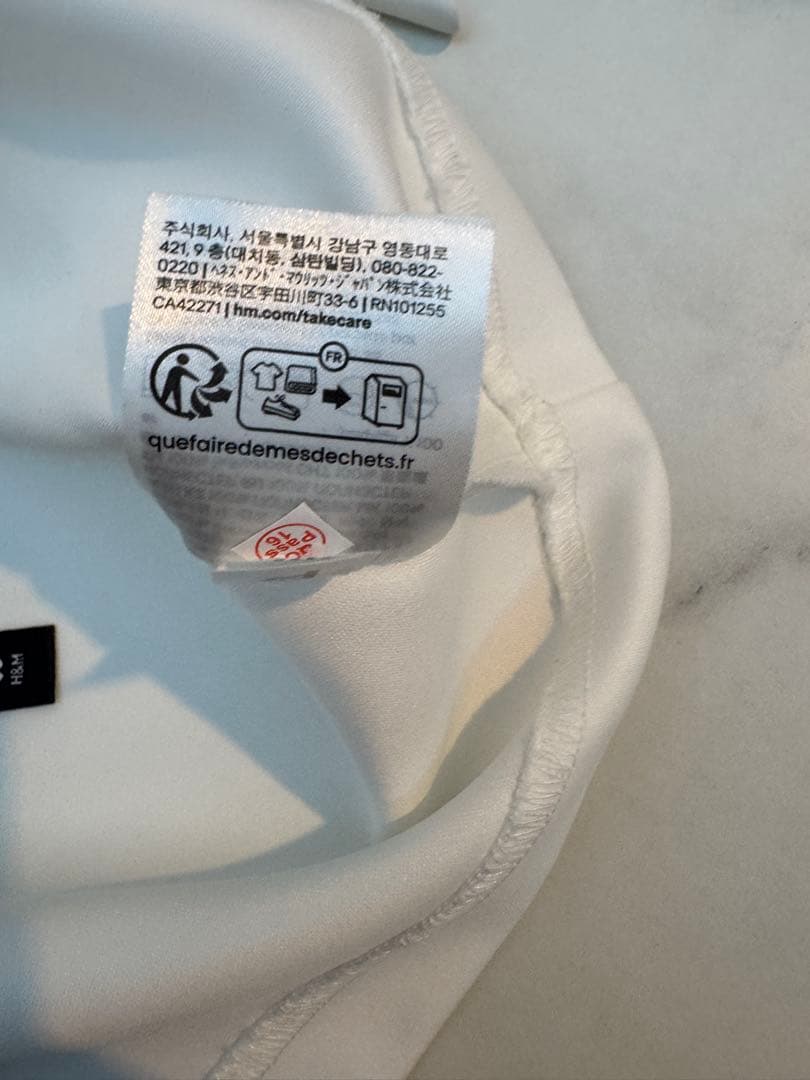 주식회사, 서울특별시 강남구 영동대로
421, 9 층(대치동, 삼탄빌딩), 080-822-
0220 | ヘネス・アンド・マウリッツ・ジャパン株式会社
東京都渋谷区宇田川町33-6 | RN101255
CA42271 | hm.com/takecare
FR
quefairedemesdechets.fr
H&M